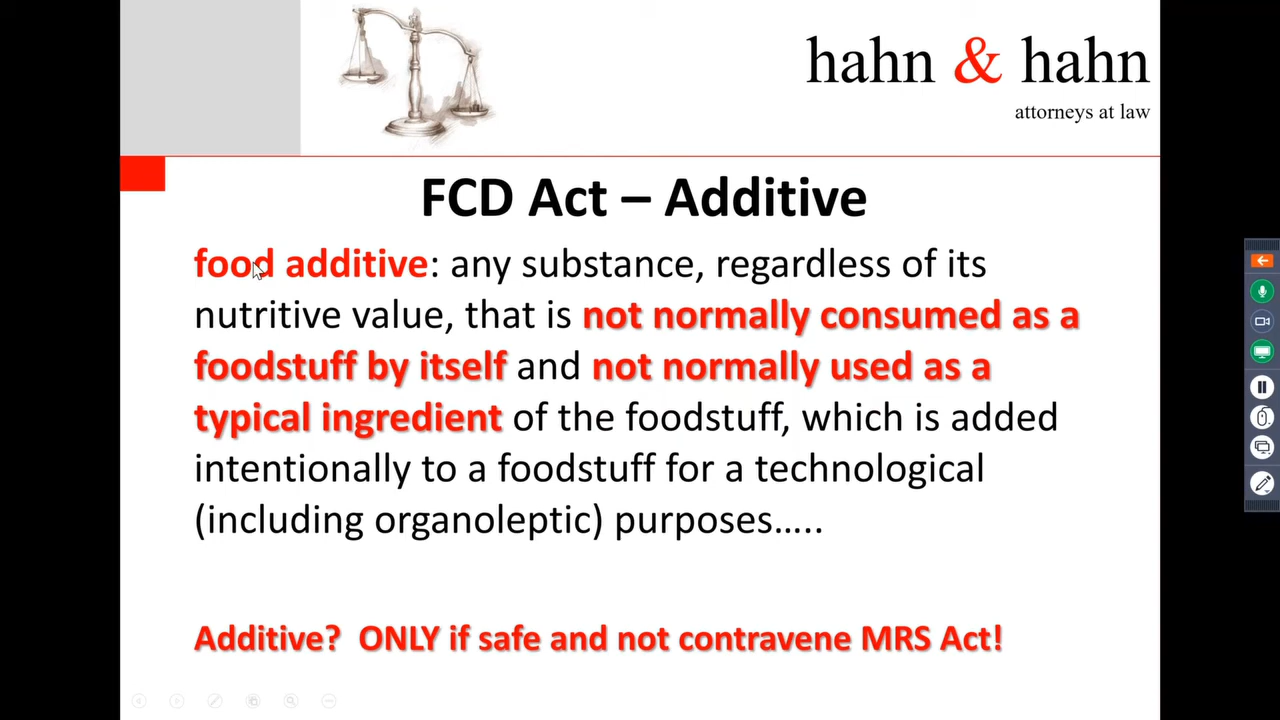 hahn & hahn
attorneys at law
FCD Act – Additive
food additive: any substance, regardless of its
nutritive value, that is not normally consumed as a
foodstuff by itself and not normally used as a
typical ingredient of the foodstuff, which is added
intentionally to a foodstuff for a technological
(including organoleptic) purposes.....
Additive?  ONLY if safe and not contravene MRS Act!